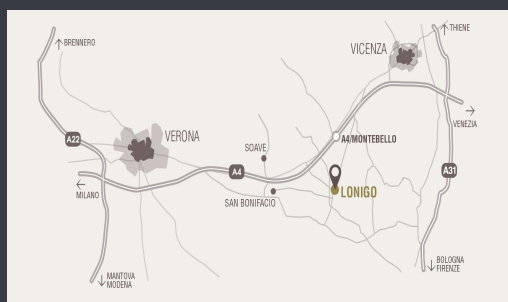 THIENE
BRENNERO
VICENZA
VENEZIA
A22
VERONA
A4/MONTEBELLO
SOAVE
A4
A31
MILANO
LONIGO
SAN BONIFACIO
BOLOGNA
FIRENZE
MANTOVA
MODENA